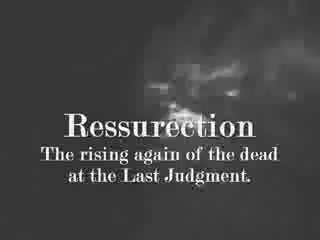 Ressurection
The rising again of the dead
at the Last Judgment.